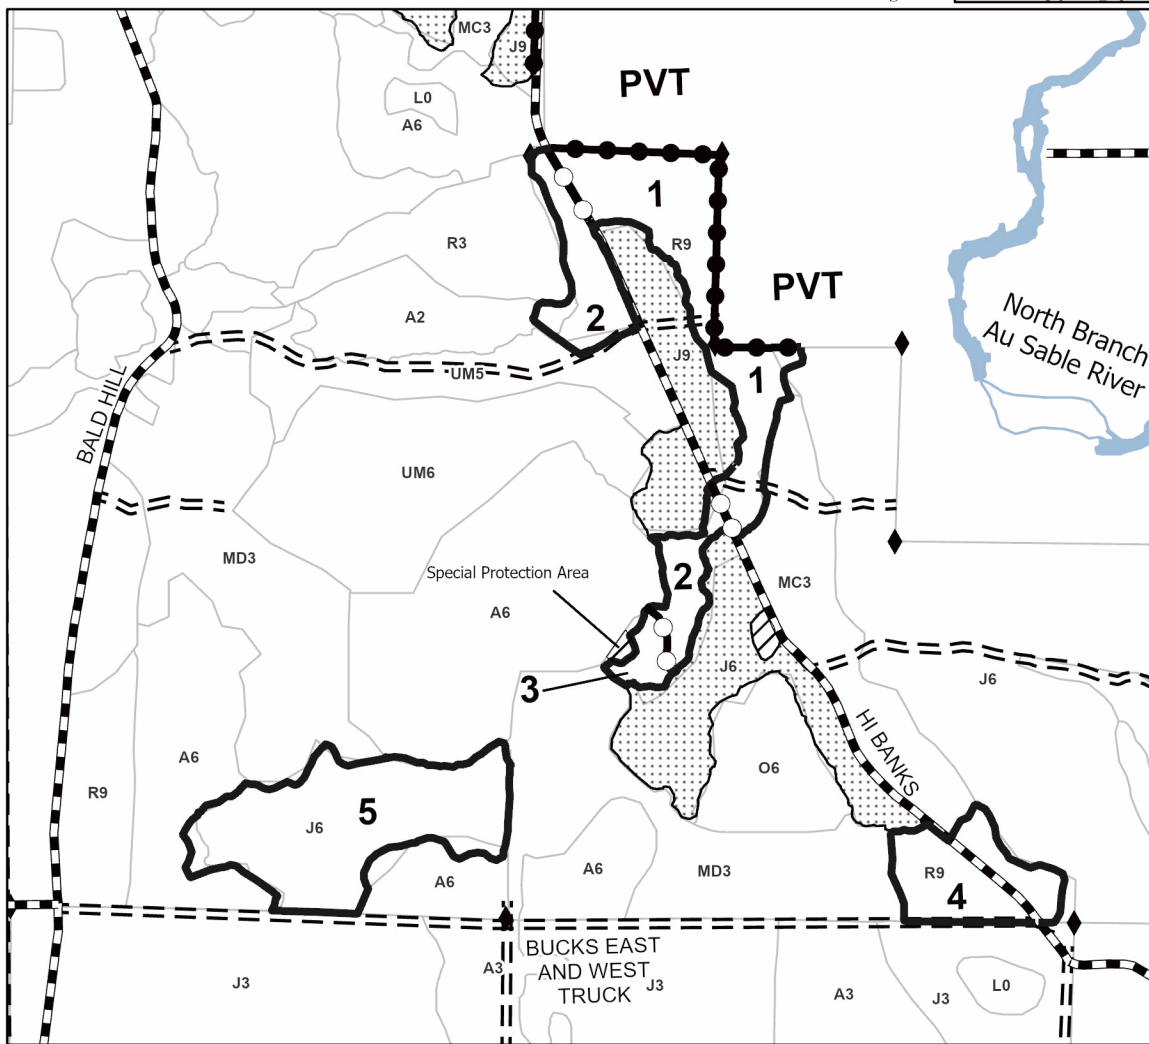 MC3
J9
PVT
L0
A6
1
R3
R9
PVT
A2
2
North Branch
Au Sable River
J9
UM5
1
BALD HILL
UM6
MD3
Special Protection Area
2
MC3
A6
J6
J6
3
HI BANKS
A6
O6
R9
5
J6
A6
A6
MD3
R9
4
BUCKS EAST
AND WEST
TRUCK
A3
J3
J3
A3
J3
L0